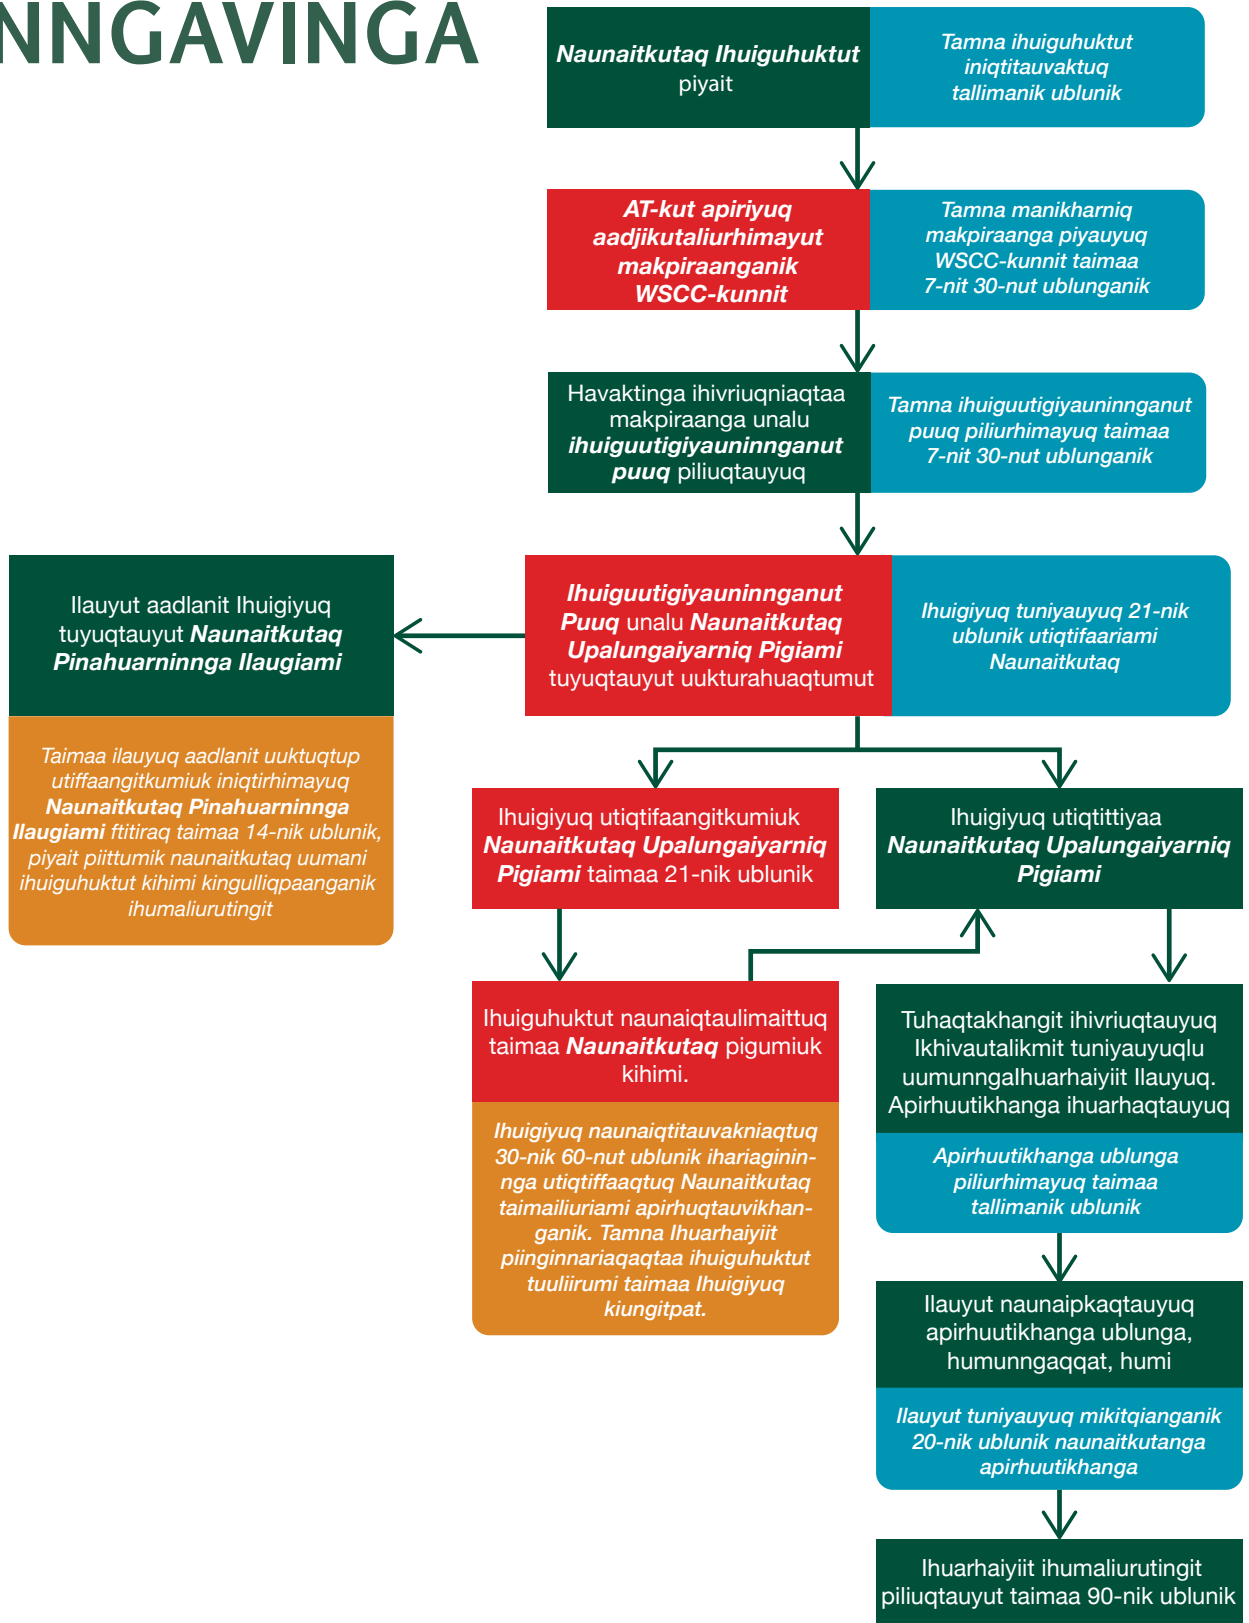 NNGAVINGA
Naunaitkutaq Ihuiguhuktut
piyait
Tamna ihuiguhuktut
iniqtitauvaktuq
tallimanik ublunik
AT-kut apiriyuq
aadjikutaliurhimayut
makpiraanganik
WSCC-kunnit
Tamna manikharniq
makpiraanga piyauyuq
WSCC-kunnit taimaa
7-nit 30-nut ublunganik
Havaktinga ihivriuqniaqtaa
makpiraanga unalu
ihuiguutigiyauninnganut
puuq piliuqtauyuq
Tamna ihuiguutigiyauninnganut
puuq piliurhimayuq taimaa
7-nit 30-nut ublunganik
Ilauyut aadlanit Ihuigiyuq
tuyuqtauyut Naunaitkutaq
Pinahuarninnga Ilaugiami
Taimaa ilauyuq aadlanit uuktuqtup
utiffaangitkumiuk iniqtirhimayuq
Naunaitkutaq Pinahuarninnga
Ilaugiami ftitiraq taimaa 14-nik ublunik,
piyait piittumik naunaitkutaq uumani
ihuiguhuktut kihimi kingulliqpaanganik
ihumaliurutingit
Ihuiguutigiyauninnganut
Puuq unalu Naunaitkutaq
Upalungaiyarniq Pigiami
tuyuqtauyut uukturahuaqtumut
Ihuigiyuq tuniyauyuq 21-nik
ublunik utiqtifaariami
Naunaitkutaq
Ihuigiyuq utiqtifaangitkumiuk
Naunaitkutaq Upalungaiyarniq
Pigiami taimaa 21-nik ublunik
Ihuigiyuq utiqtittiyaa
Naunaitkutaq Upalungaiyarniq
Pigiami
Ihuiguhuktut naunaiqtaulimaittuq
taimaa Naunaitkutaq pigumiuk
kihimi.
Ihuigiyuq naunaiqtitauvakniaqtuq
30-nik 60-nut ublunik ihariaginin-
nga utiqtiffaaqtuq Naunaitkutaq
taimailiuriami apirhuqtauvikhan-
ganik. Tamna Ihuarhaiyiit
piinginnariaqaqtaa ihuiguhuktut
tuuliirumi taimaa Ihuigiyuq
kiungitpat.
Tuhaqtakhangit ihivriuqtauyuq
Ikhivautalikmit tuniyauyuqlu
uumunngaIhuarhaiyiit Ilauyuq.
Apirhuutikhanga ihuarhaqtauyuq
Apirhuutikhanga ublunga
piliurhimayuq taimaa
tallimanik ublunik
Ilauyut naunaipkaqtauyuq
apirhuutikhanga ublunga,
humunngaqqat, humi
Ilauyut tuniyauyuq mikitqianganik
20-nik ublunik naunaitkutanga
apirhuutikhanga
Ihuarhaiyiit ihumaliurutingit
piliuqtauyut taimaa 90-nik ublunik